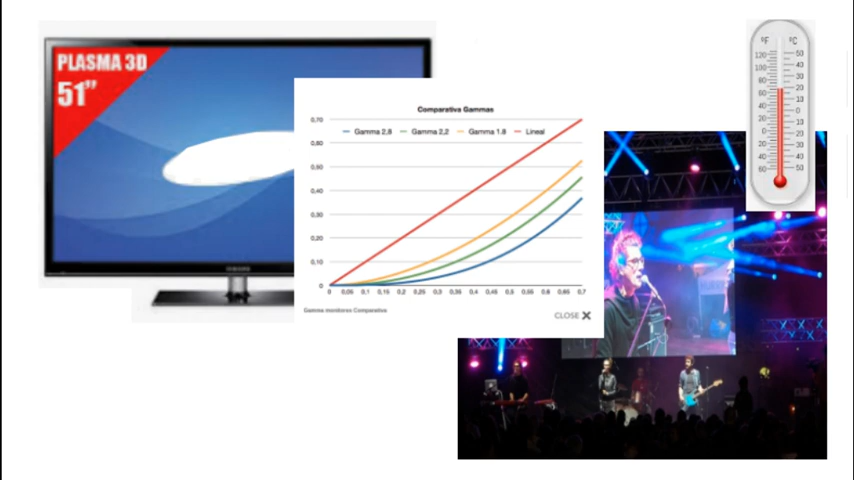 PLASMA 3D
51”
SAMSUNG
Comparativa Gammas
Gamma 2,8 Gamma 2,2 Gamma 1.8 Lineal
0,70
0,60
0,50
0,40
0,30
0,20
0,10
0
0 0,05 0,1 0,15 0,2 0,25 0,3 0,35 0,4 0,45 0,5 0,55 0,6 0,65 0,7
Gamma monitores Comparativa
CLOSE X
°F °C
120 50
100 40
80 30
60 20
40 10
20 0
0 10
20 20
20 30
40 40
60 50